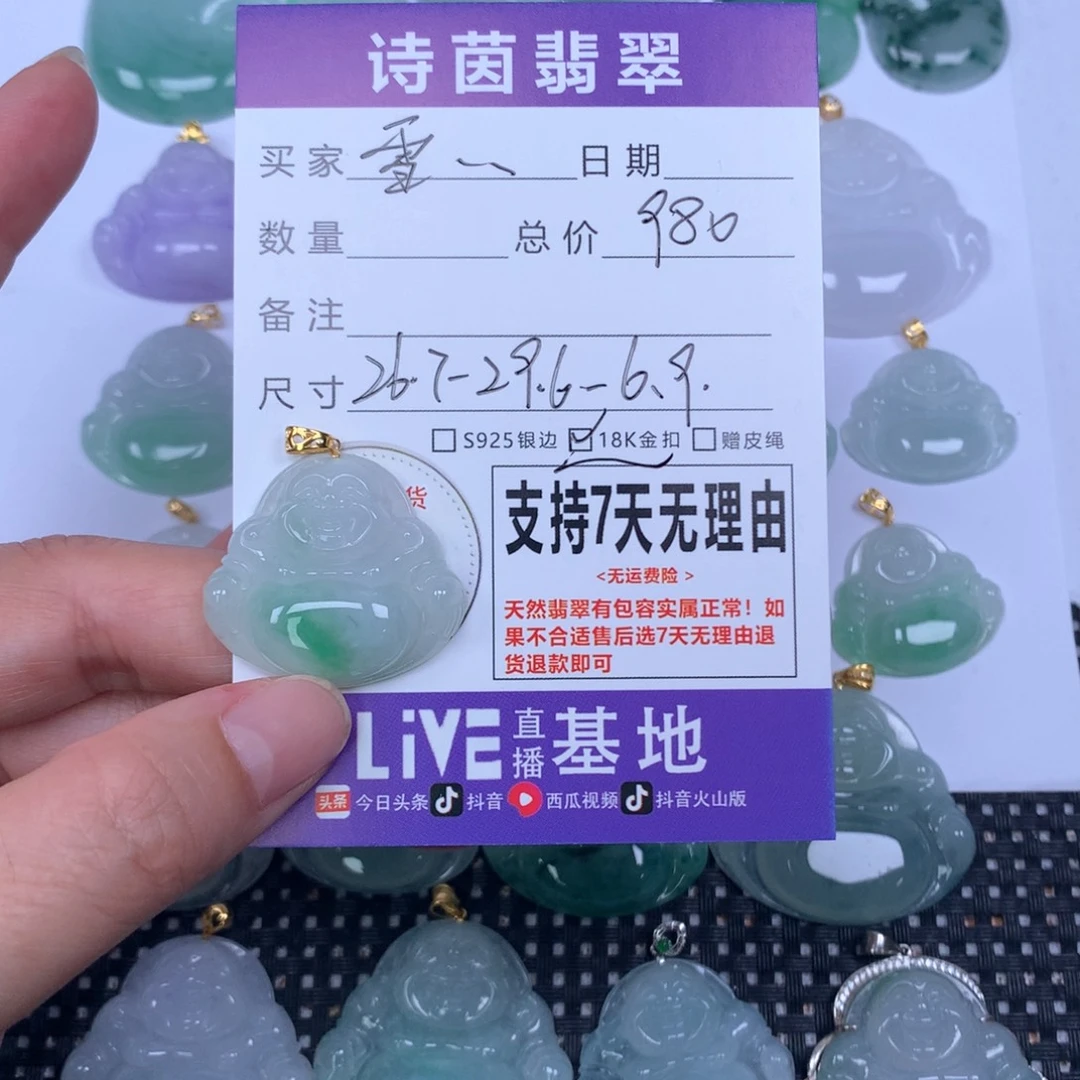 诗茵翡翠
买家 雪一 日期
数量 总价 980
备注
尺寸 26.7-29.6-6.9.
S925银边 18K金扣 赠皮绳
货
支持7天无理由
<无运费险>
天然翡翠有包容实属正常！如
果不合适售后选7天无理由退
货退款即可
LiVE直播基地
头条 今日头条 抖音 西瓜视频 抖音火山版